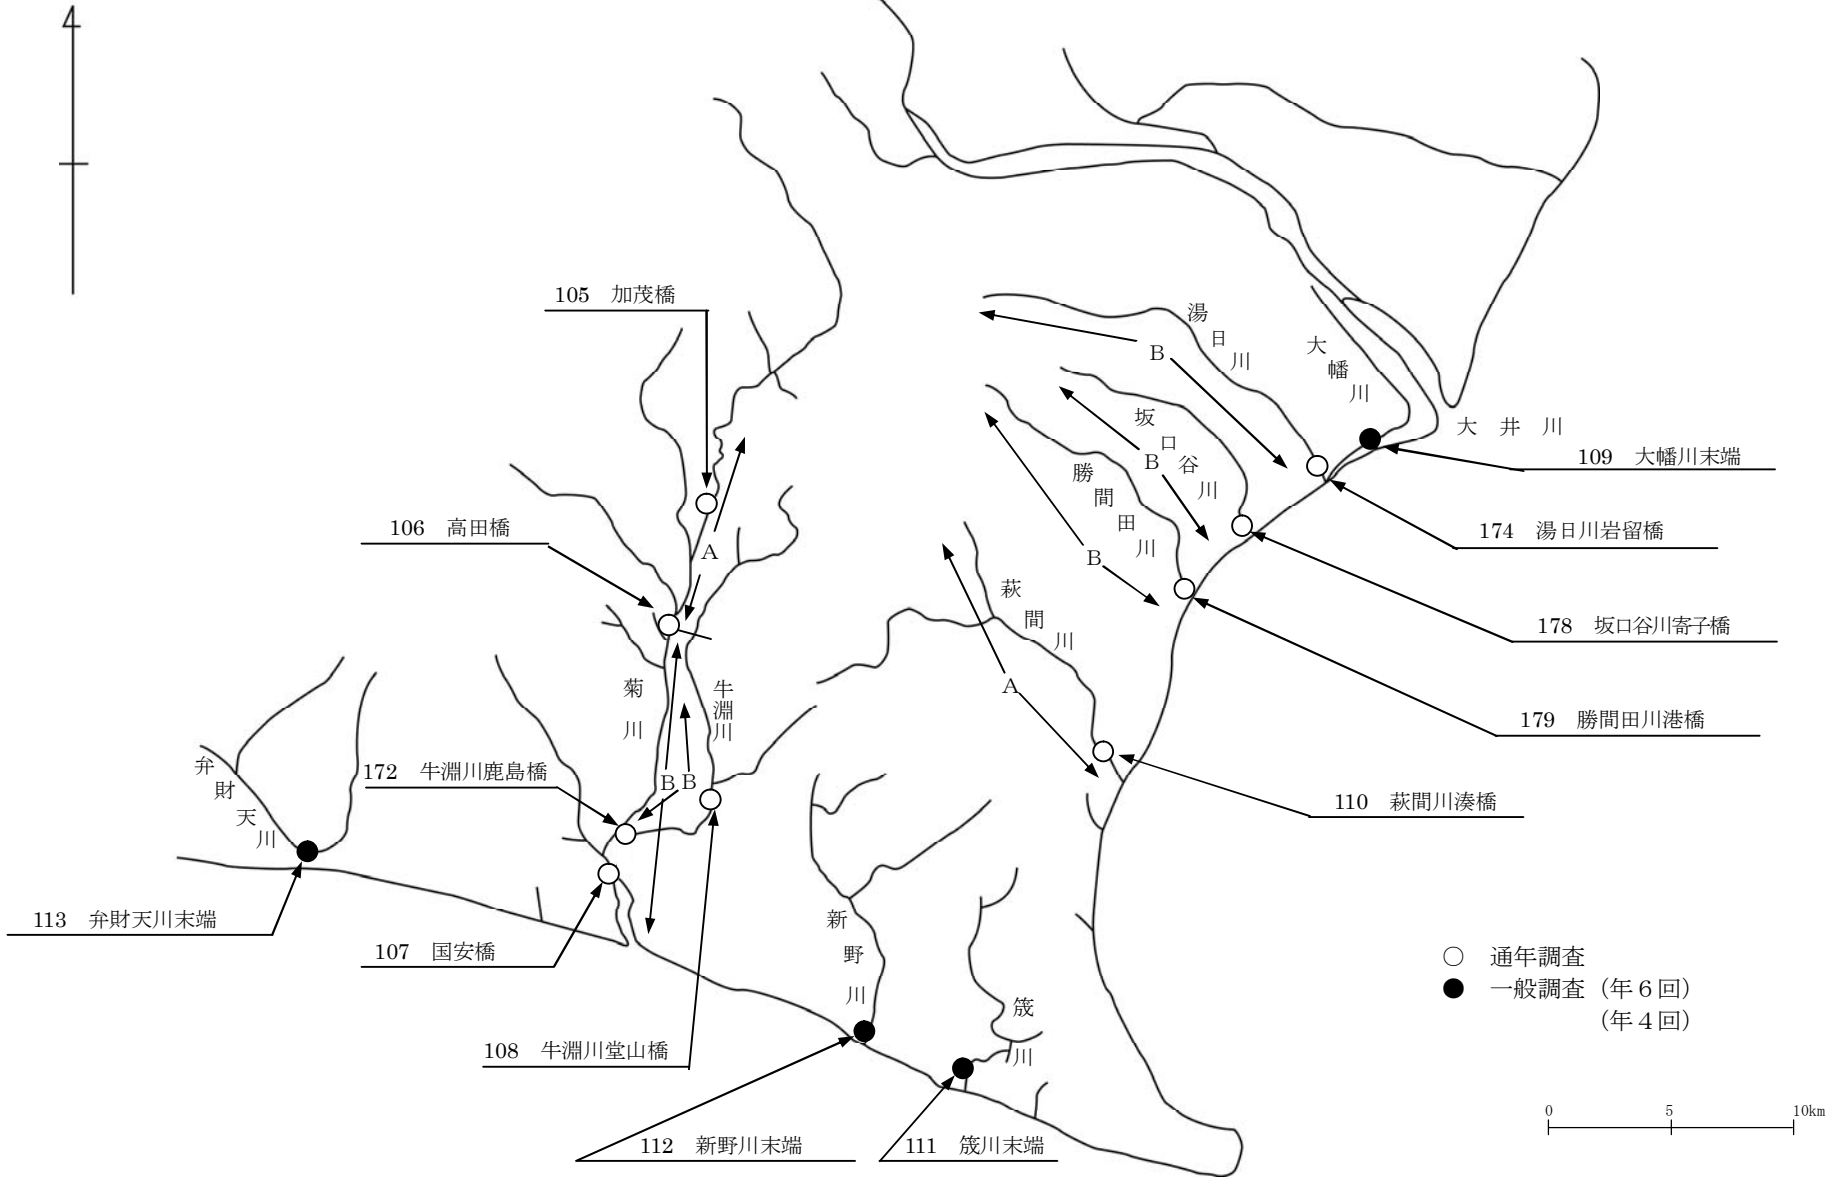 105 加茂橋
湯日川
大幡川
B
大井川
坂口谷川
109 大幡川末端
B
勝間田川
106 高田橋
174 湯日川岩留橋
A
B
萩間川
178 坂口谷川寄子橋
A
菊川
牛淵川
179 勝間田川港橋
弁財天川
172 牛淵川鹿島橋
B
B
110 萩間川湊橋
113 弁財天川末端
新野川
107 国安橋
○ 通年調査
● 一般調査（年６回）
（年４回）
筬川
108 牛淵川堂山橋
0 5 10km
112 新野川末端
111 筬川末端